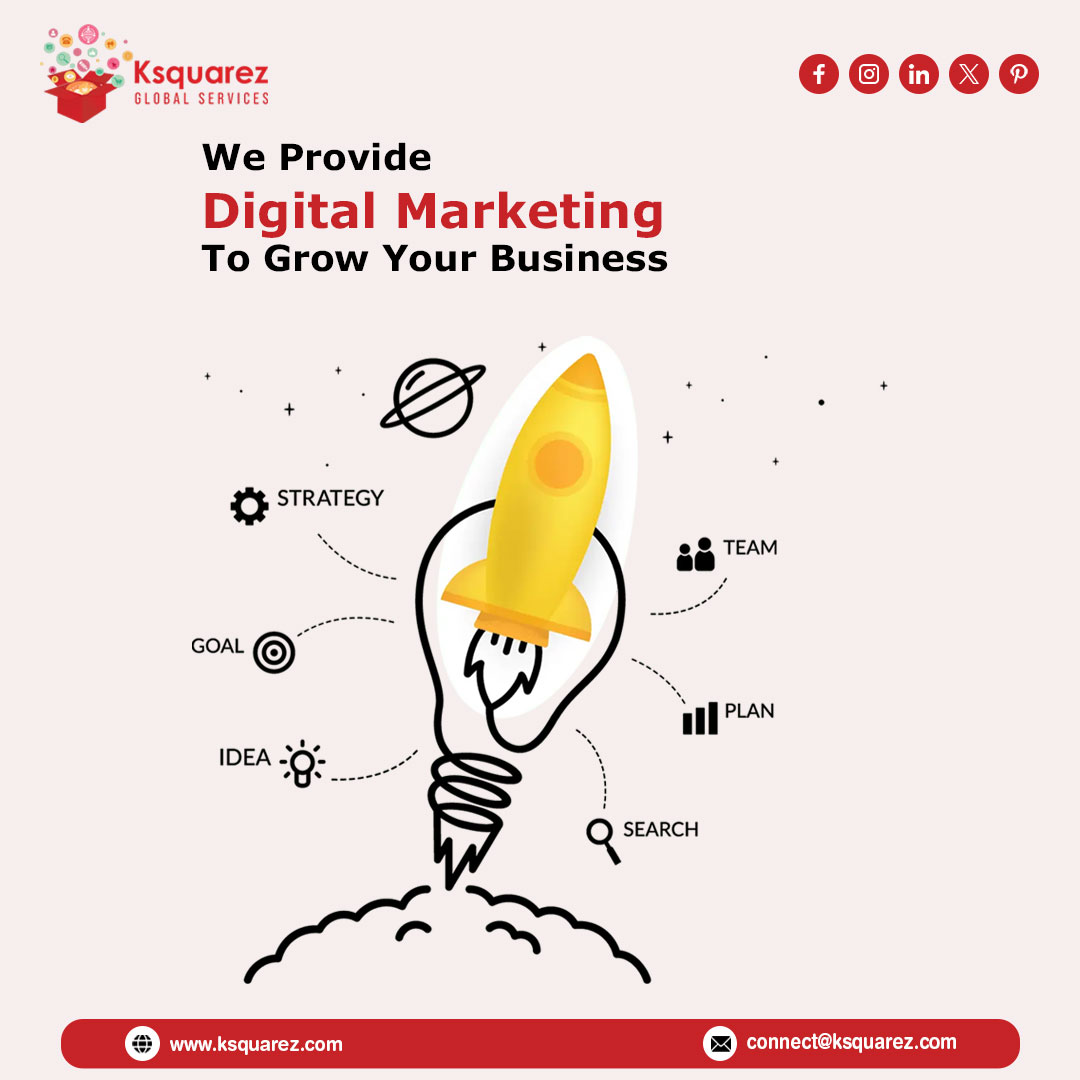 Ksquarez
GLOBAL SERVICES
We Provide
Digital Marketing
To Grow Your Business
STRATEGY
TEAM
GOAL
PLAN
IDEA
SEARCH
www.ksquarez.com
connect@ksquarez.com